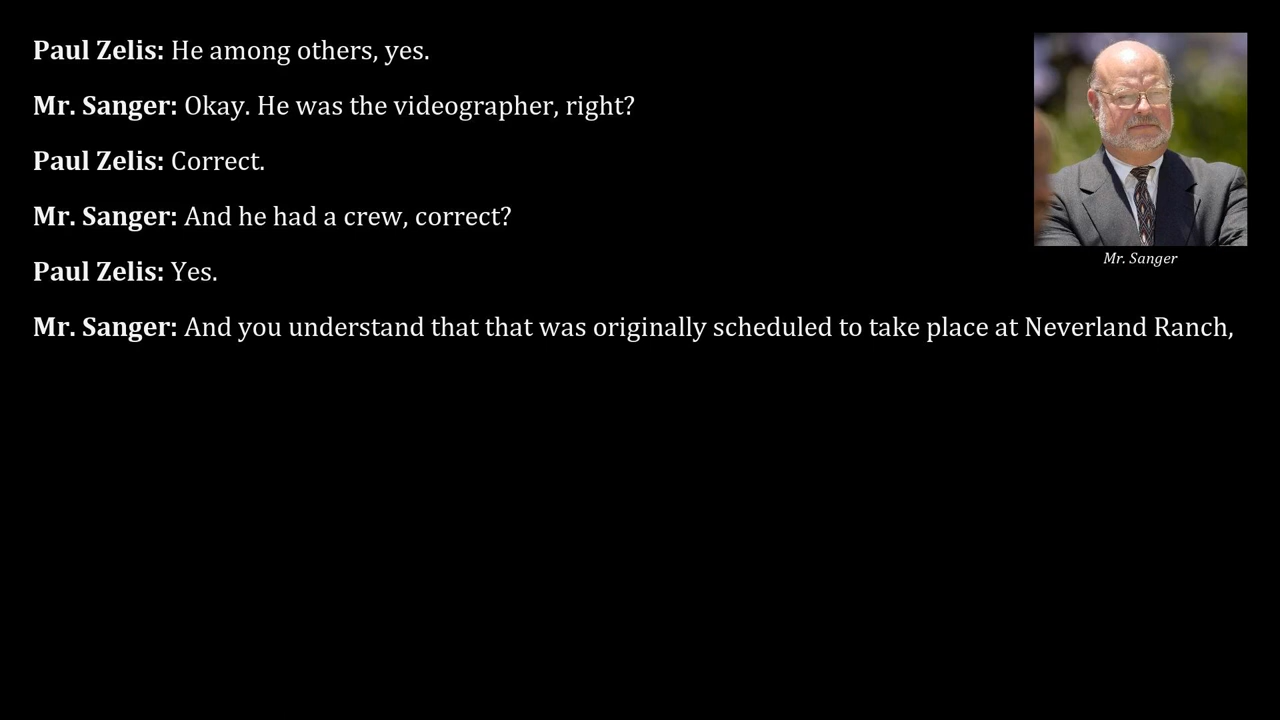 Paul Zelis: He among others, yes.
Mr. Sanger: Okay. He was the videographer, right?
Paul Zelis: Correct.
Mr. Sanger: And he had a crew, correct?
Paul Zelis: Yes.
Mr. Sanger: And you understand that that was originally scheduled to take place at Neverland Ranch,
Mr. Sanger